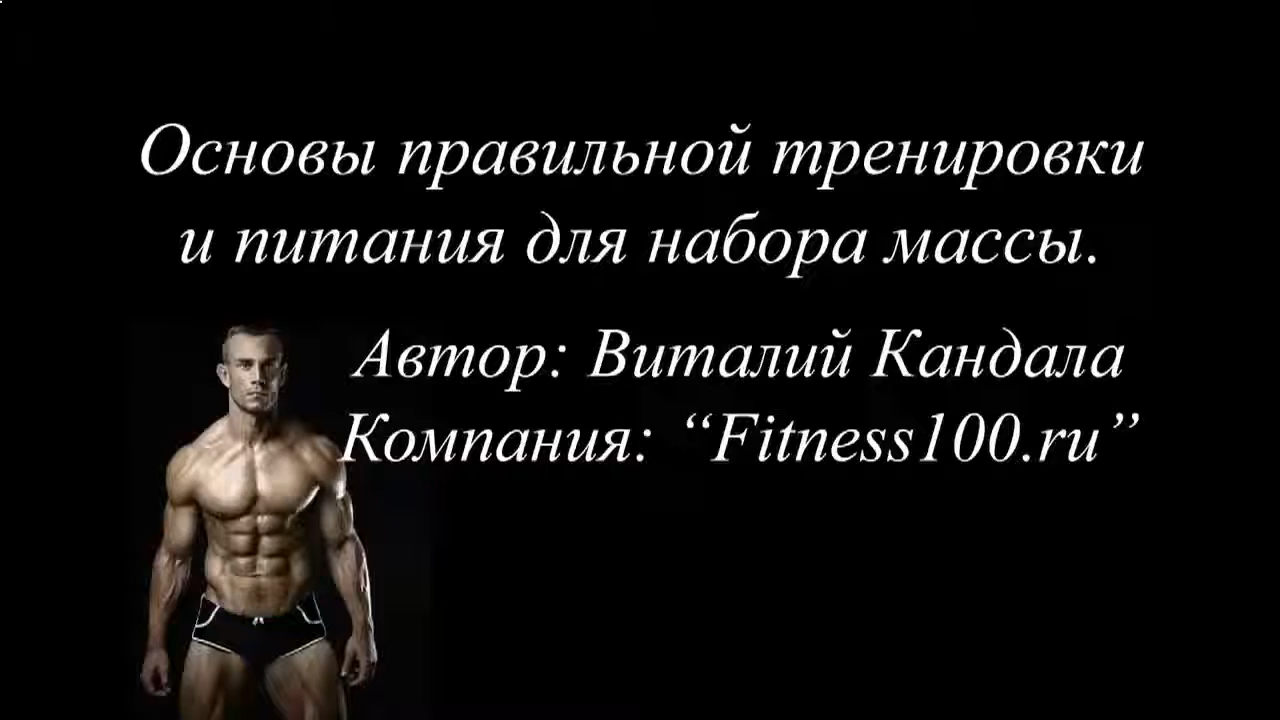 Основы правильной тренировки
и питания для набора массы.
Автор: Виталий Кандала
Компания: “Fitness100.ru”